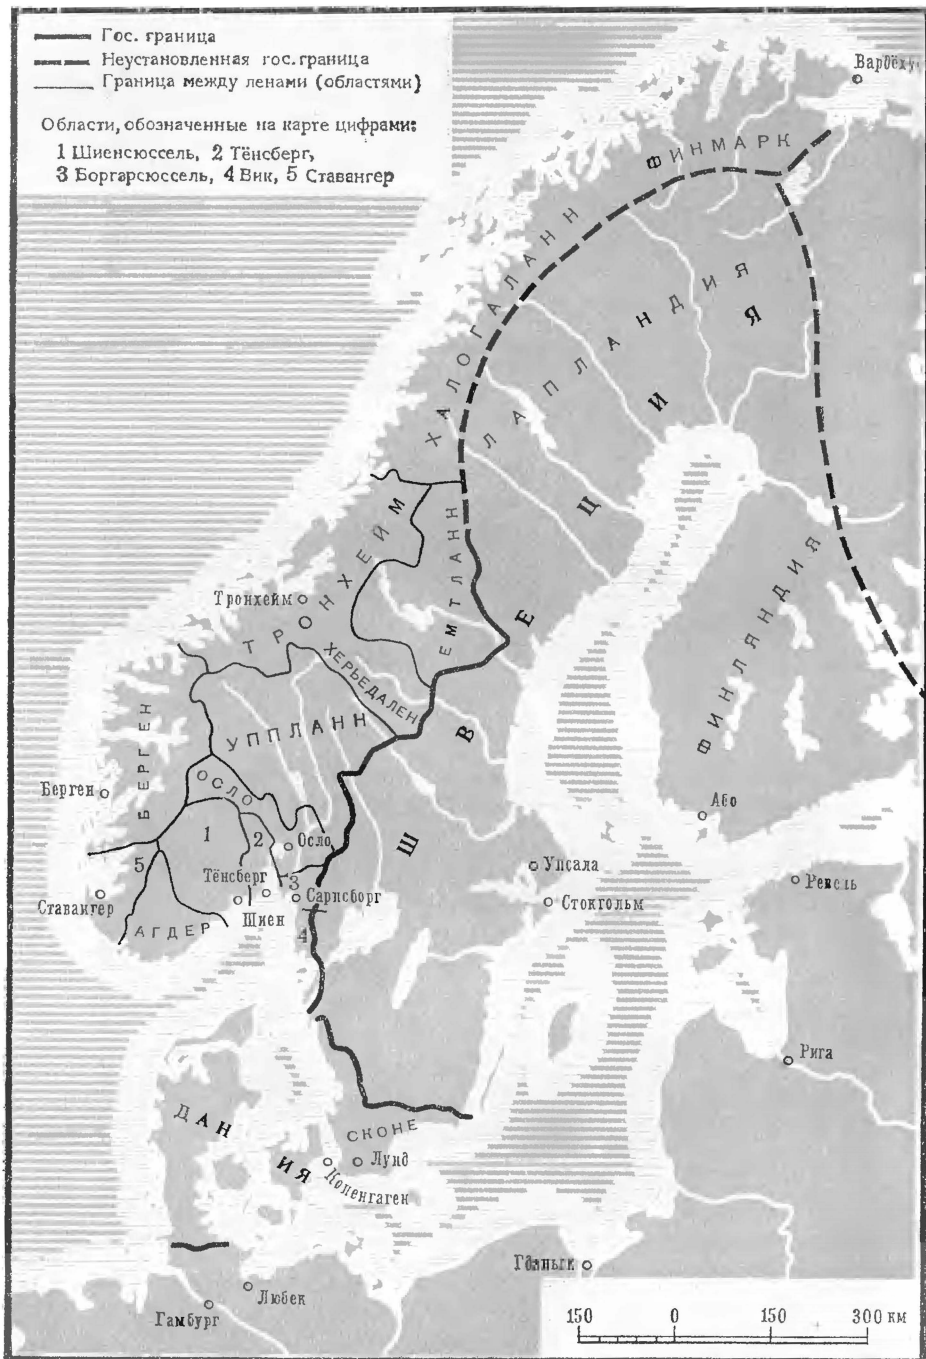 Гос. граница
Неустановленная гос. граница
Граница между ленами (областями)
Области, обозначенные на карте цифрами:
1 Шиенсюссель, 2 Тёнсберг,
3 Боргарсюссель, 4 Вик, 5 Ставангер
Вардёхус
ФИНМАРК
ХАЛОГАЛАНН
ЛАПЛАНДИЯ
ШВЕЦИЯ
ТРОНХЕЙМ
ЕМТЛАНН
Тронхейм
ХЕРЬЕДАЛЕН
ФИНЛЯНДИЯ
УППЛАНН
БЕРГЕН
Берген
ОСЛО
Або
1
2
Осло
5
3
Тёнсберг
Упсала
Ревель
Ставангер
Сарпсборг
Стокгольм
Шиен
АГДЕР
4
Рига
ДАНИЯ
СКОНЕ
Лунд
Копенгаген
Гданьск
Любек
Гамбург
150 0 150 300 км